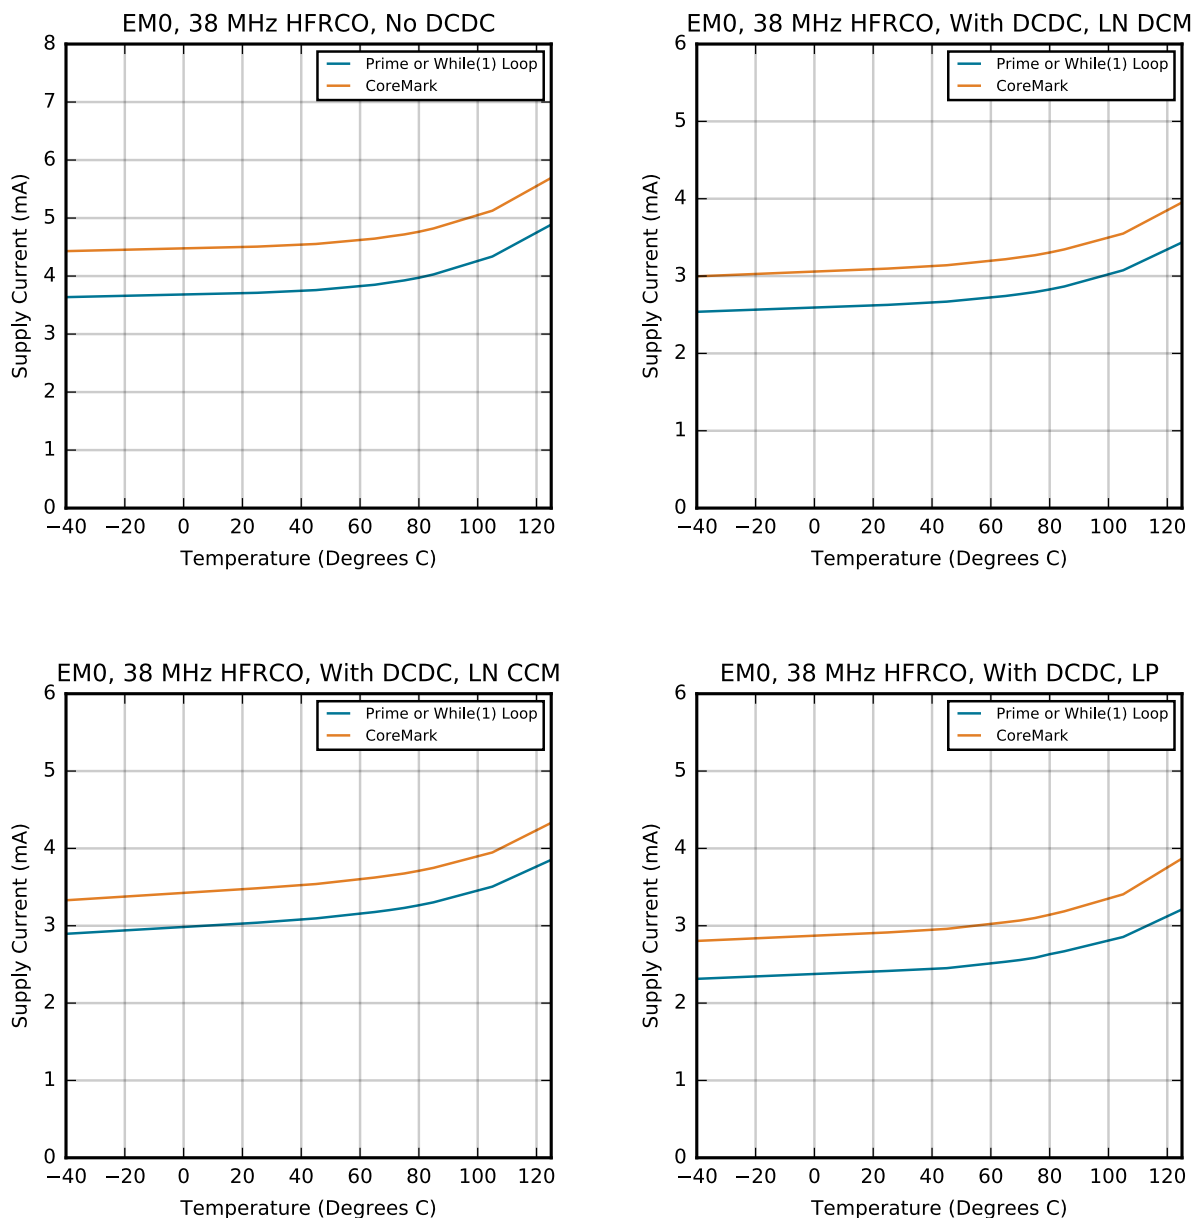 EM0, 38 MHz HFRCO, No DCDC
8
7
6
5
4
3
2
1
0
Supply Current (mA)
Prime or While(1) Loop
CoreMark
−40 −20 0 20 40 60 80 100 120
Temperature (Degrees C)
EM0, 38 MHz HFRCO, With DCDC, LN DCM
6
5
4
3
2
1
0
Supply Current (mA)
Prime or While(1) Loop
CoreMark
−40 −20 0 20 40 60 80 100 120
Temperature (Degrees C)
EM0, 38 MHz HFRCO, With DCDC, LN CCM
6
5
4
3
2
1
0
Supply Current (mA)
Prime or While(1) Loop
CoreMark
−40 −20 0 20 40 60 80 100 120
Temperature (Degrees C)
EM0, 38 MHz HFRCO, With DCDC, LP
6
5
4
3
2
1
0
Supply Current (mA)
Prime or While(1) Loop
CoreMark
−40 −20 0 20 40 60 80 100 120
Temperature (Degrees C)